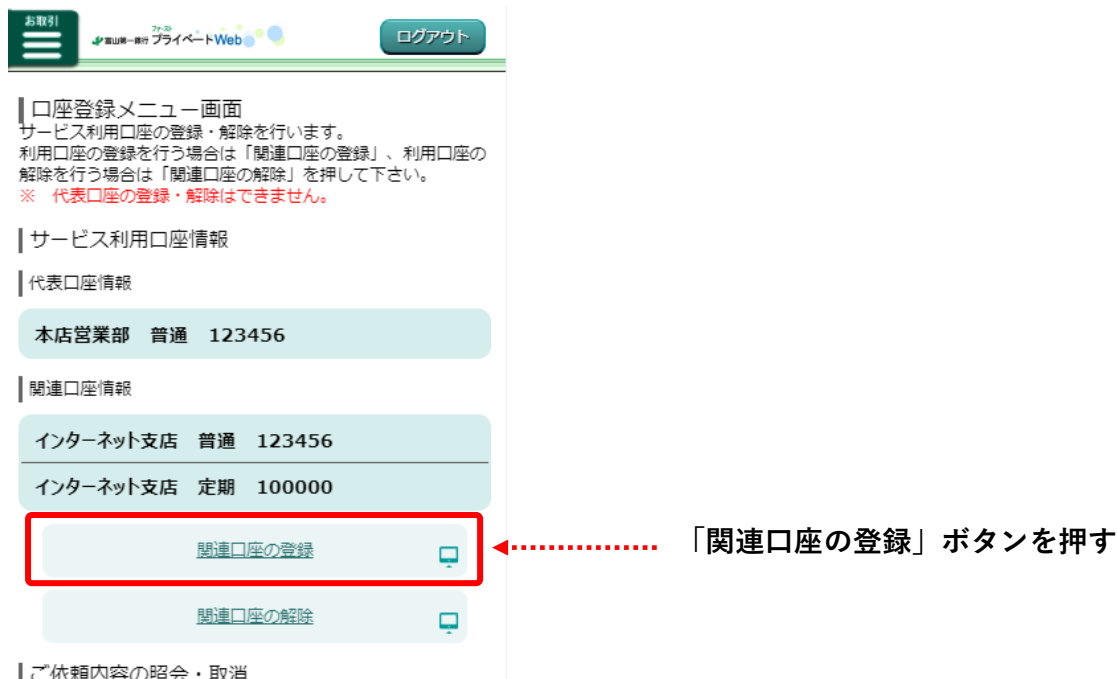 お取引
富山第一銀行 ファースト プライベートWeb
ログアウト
口座登録メニュー画面
サービス利用口座の登録・解除を行います。
利用口座の登録を行う場合は「関連口座の登録」、利用口座の
解除を行う場合は「関連口座の解除」を押して下さい。
※　代表口座の登録・解除はできません。
サービス利用口座情報
代表口座情報
本店営業部　普通　123456
関連口座情報
インターネット支店　普通　123456
インターネット支店　定期　100000
関連口座の登録
「関連口座の登録」ボタンを押す
関連口座の解除
ご依頼内容の照会・取消